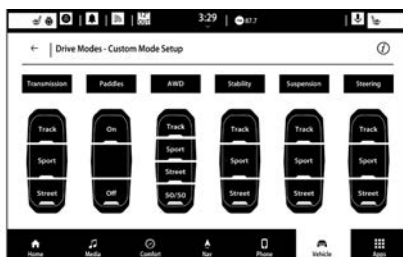 3:29
87.7
Drive Modes - Custom Mode Setup
Transmission Paddles AWD Stability Suspension Steering
Track On Track Track Track Track
Sport Sport Sport Sport Sport
Street
Street Off 50/50 Street Street Street
Home Media Comfort Nav Phone Vehicle Apps